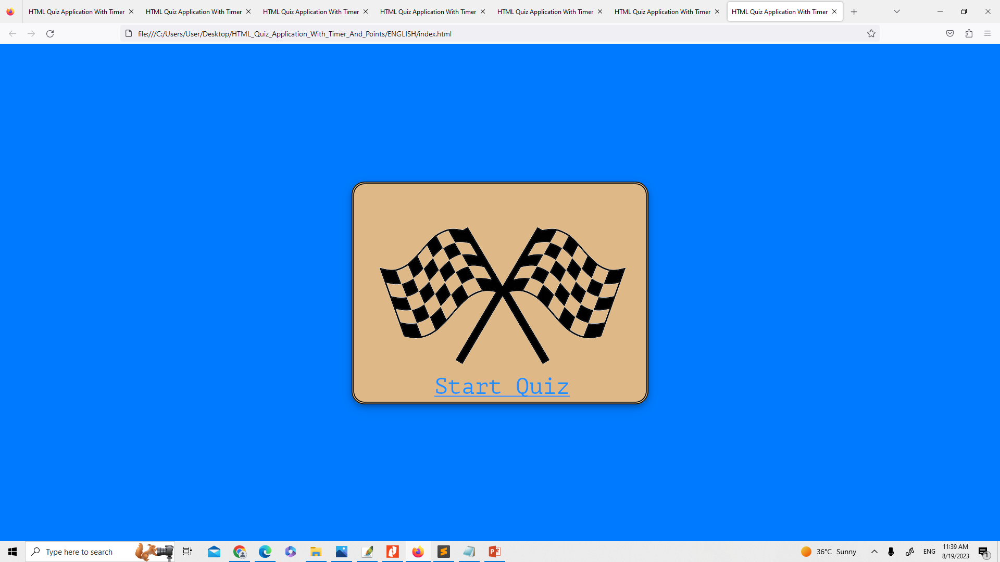 HTML Quiz Application With Timer
HTML Quiz Application With Timer
HTML Quiz Application With Timer
HTML Quiz Application With Timer
HTML Quiz Application With Timer
HTML Quiz Application With Timer
HTML Quiz Application With Timer
file:///C:/Users/User/Desktop/HTML_Quiz_Application_With_Timer_And_Points/ENGLISH/index.html
Start Quiz
Type here to search
36°C Sunny
ENG
11:39 AM
8/19/2023
1